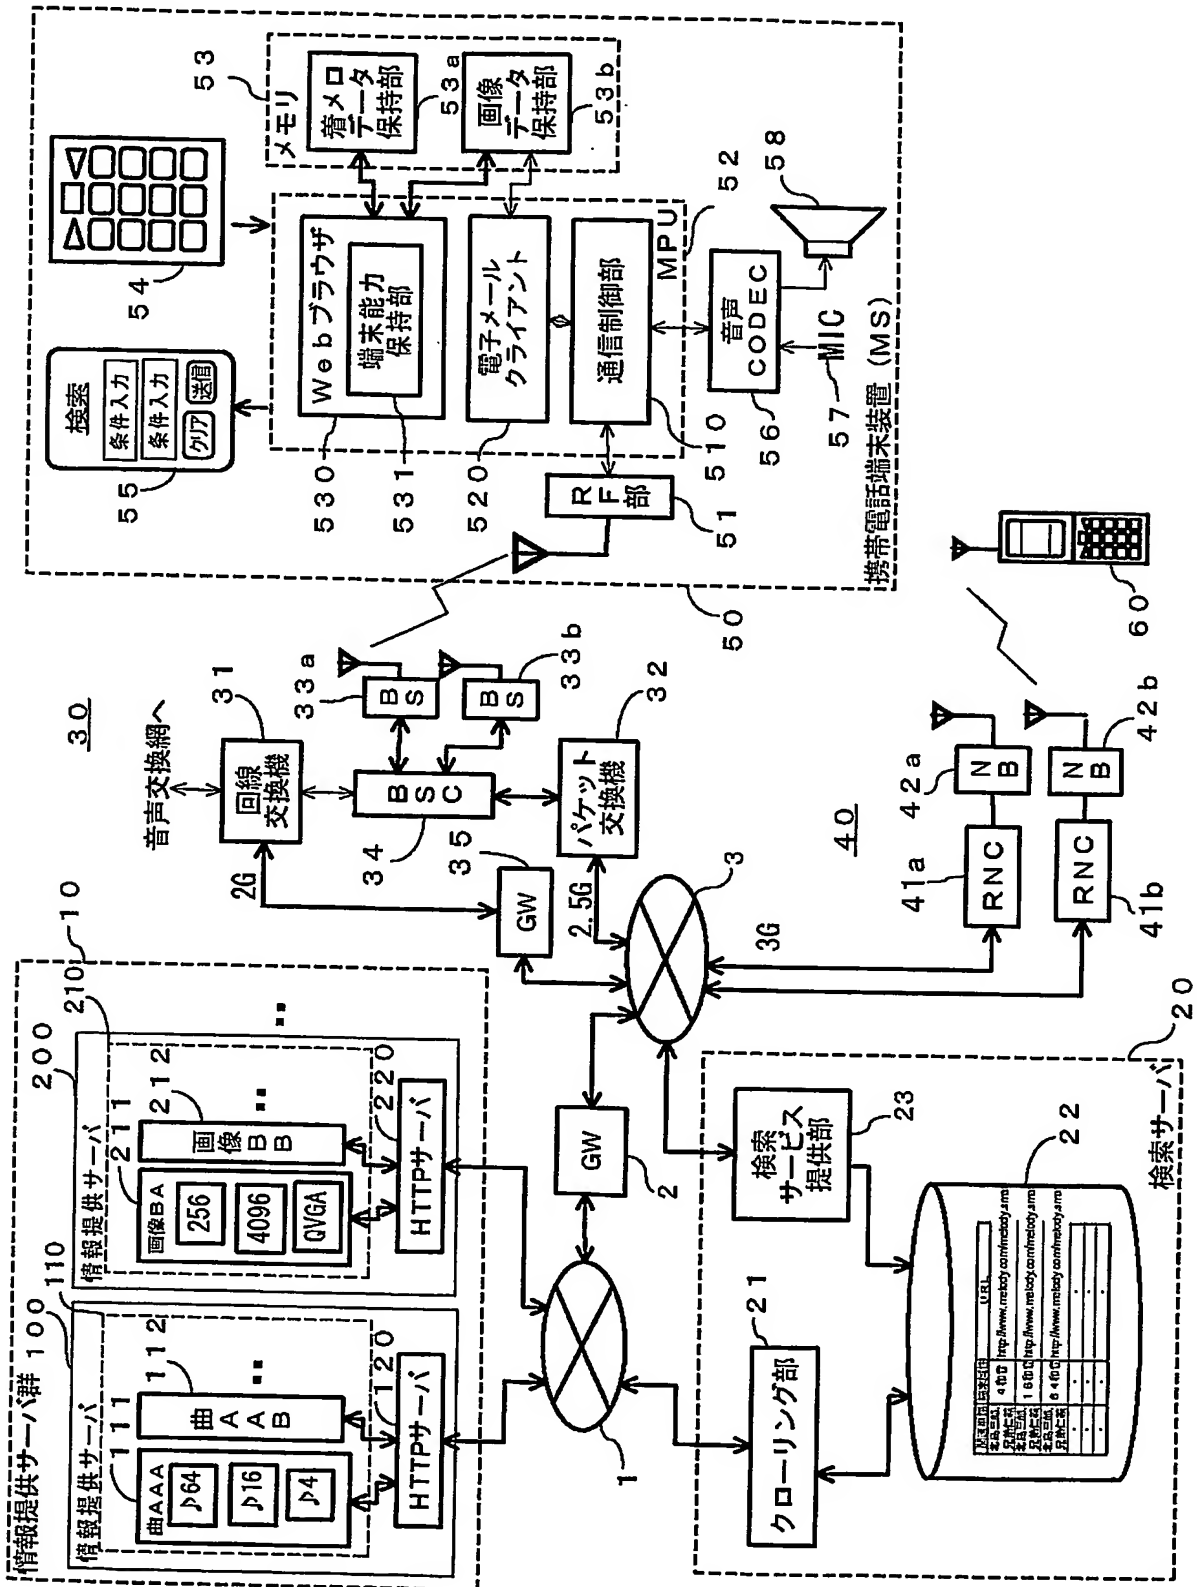 情報提供サーバ群
10
情報提供サーバ
100
110
111
112
曲AAA
♪64
♪16
♪4
曲AAB
HTTPサーバ
120
情報提供サーバ
200
210
211
212
画像BA
256
4096
QVGA
画像BB
HTTPサーバ
220
1
GW
2
3
検索サーバ
20
クローリング部
21
検索
サービス
提供部
23
22
URL
4和音
http://www.melody.com/melody.
16和音
http://www.melody.com/melody.
64和音
http://www.melody.com/melody.
30
音声交換網へ
回線
交換機
31
2G
BSC
34
BS
33a
BS
33b
パケット
交換機
32
GW
35
2.5G
3G
40
RNC
41a
NB
42a
RNC
41b
NB
42b
60
50
携帯電話端末装置(MS)
検索
条件入力
条件入力
クリア
送信
55
54
メモリ
53
着メロ
データ
保持部
53a
画像
データ
保持部
53b
Webブラウザ
端末能力
保持部
530
531
電子メール
クライアント
520
通信制御部
510
MPU
52
RF部
51
音声
CODEC
56
MIC
57
58